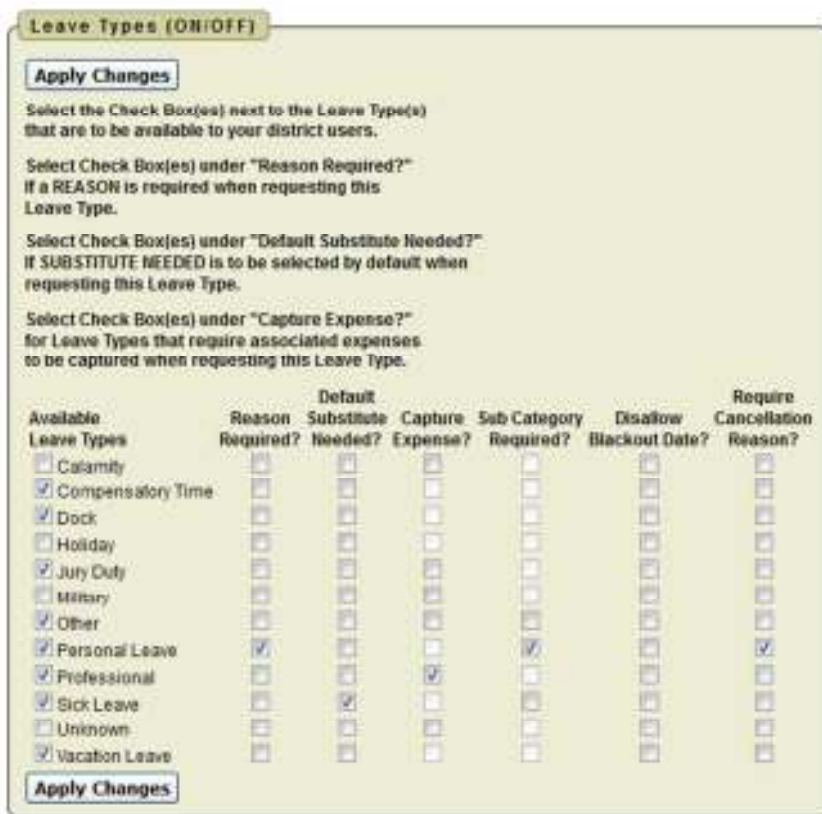 Leave Types (ON/OFF)
Apply Changes
Select the Check Box(es) next to the Leave Type(s)
that are to be available to your district users.
Select Check Box(es) under "Reason Required?"
If a REASON is required when requesting this
Leave Type.
Select Check Box(es) under "Default Substitute Needed?"
If SUBSTITUTE NEEDED is to be selected by default when
requesting this Leave Type.
Select Check Box(es) under "Capture Expense?"
for Leave Types that require associated expenses
to be captured when requesting this Leave Type.
Default Require
Available Reason Substitute Capture Sub Category Disallow Cancellation
Leave Types Required? Needed? Expense? Required? Blackout Date? Reason?
Calamity
Compensatory Time
Dock
Holiday
Jury Duty
Military
Other
Personal Leave
Professional
Sick Leave
Unknown
Vacation Leave
Apply Changes